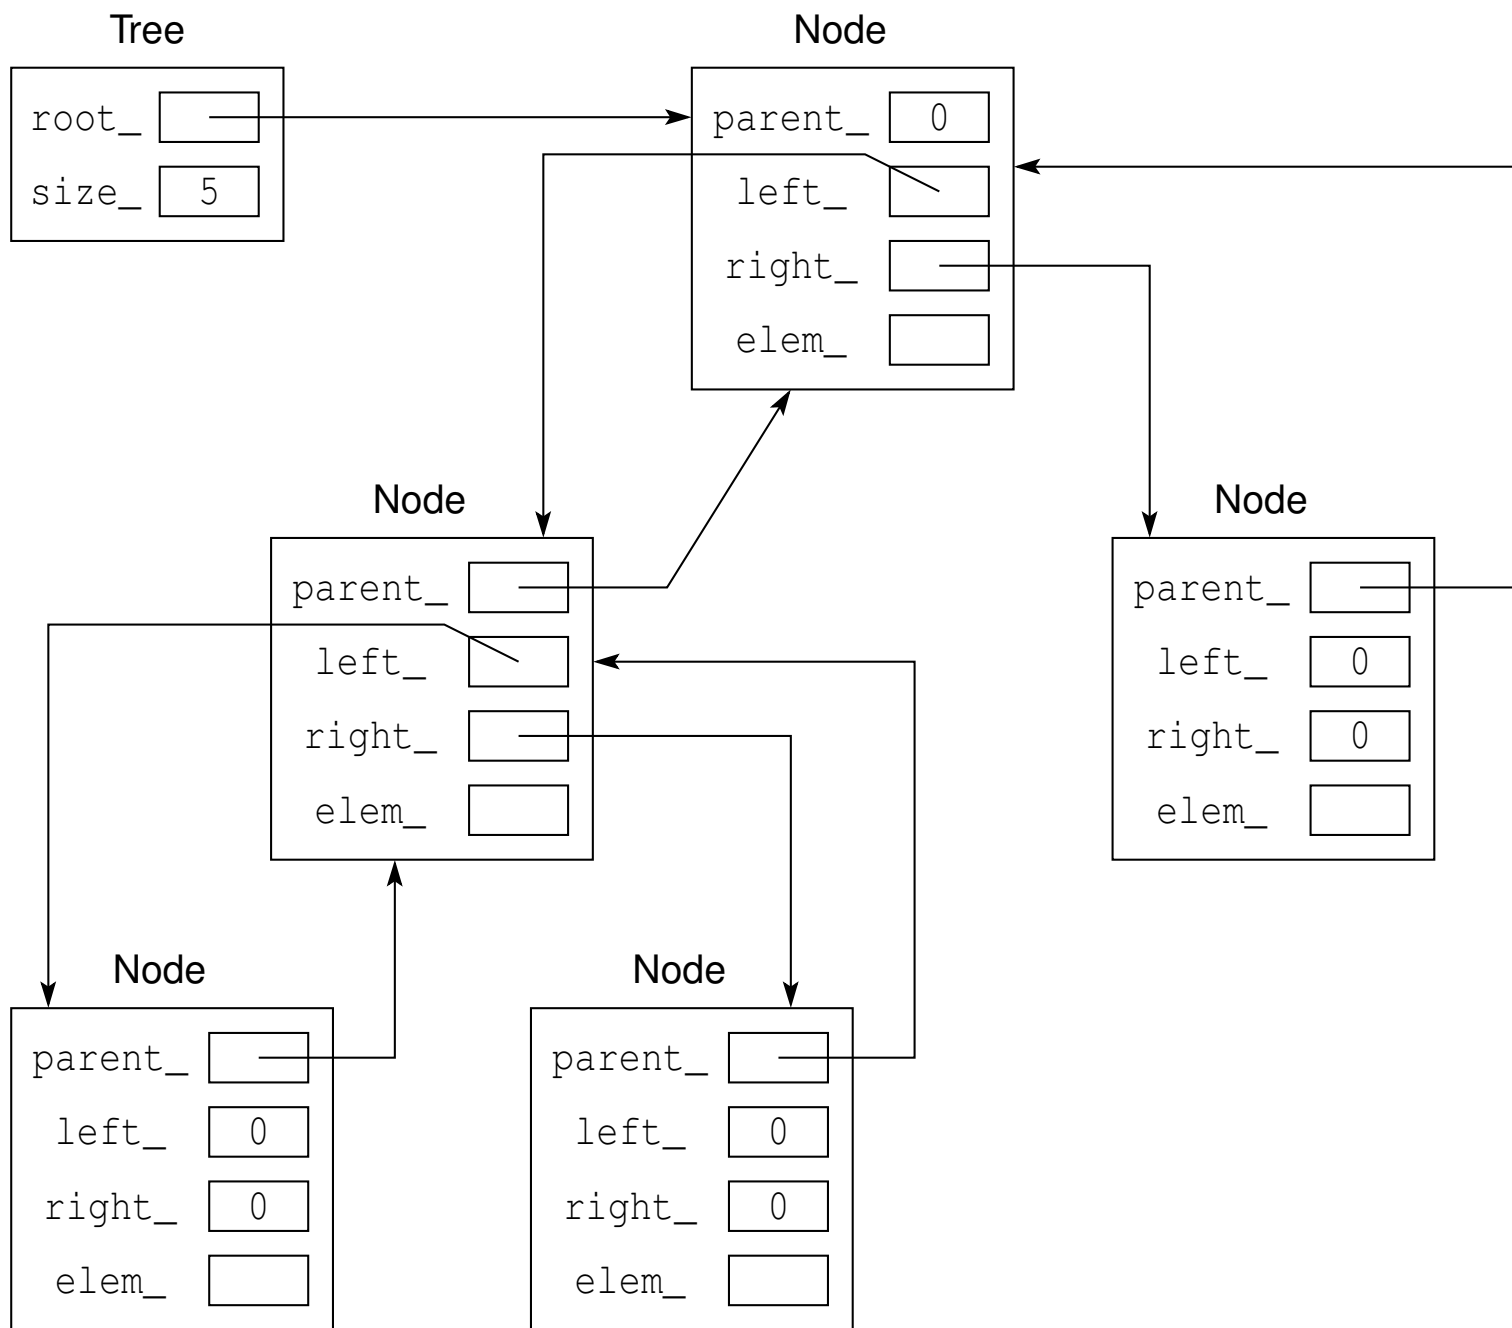 Tree
root_
size_ 5
Node
parent_ 0
left_
right_
elem_
Node
parent_
left_
right_
elem_
Node
parent_
left_ 0
right_ 0
elem_
Node
parent_
left_ 0
right_ 0
elem_
Node
parent_
left_ 0
right_ 0
elem_